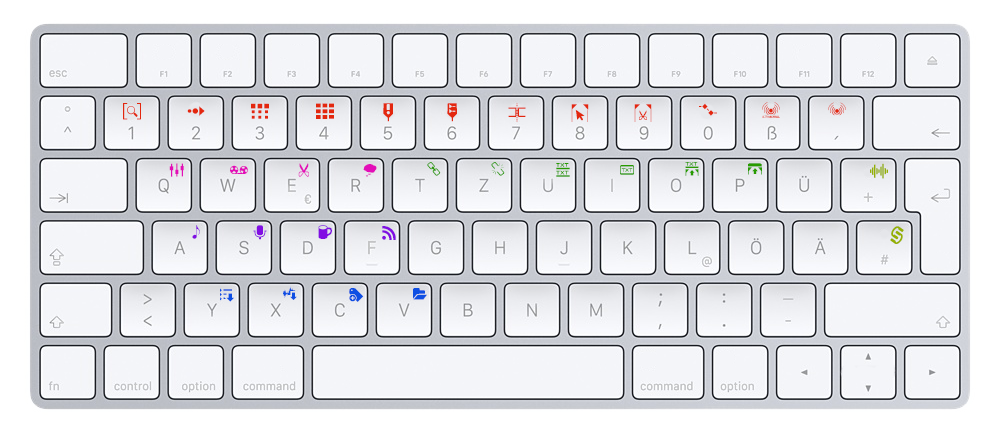 esc F1 F2 F3 F4 F5 F6 F7 F8 F9 F10 F11 F12
° ^ 1 2 3 4 5 6 7 8 9 0 ß ,
TXT TXT TXT TXT
Q W E € R T Z U I O P Ü +
A S D F G H J K L @ Ö Ä #
> < Y X C V B N M ; , : . — -
fn control option command command option